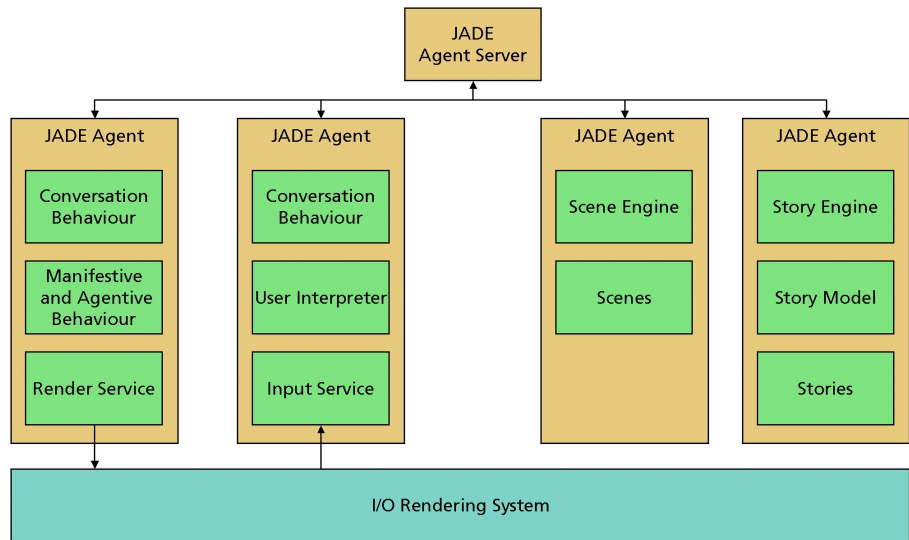 JADE
Agent Server
JADE Agent
Conversation
Behaviour
Manifestive
and Agentive
Behaviour
Render Service
JADE Agent
Conversation
Behaviour
User Interpreter
Input Service
JADE Agent
Scene Engine
Scenes
JADE Agent
Story Engine
Story Model
Stories
I/O Rendering System